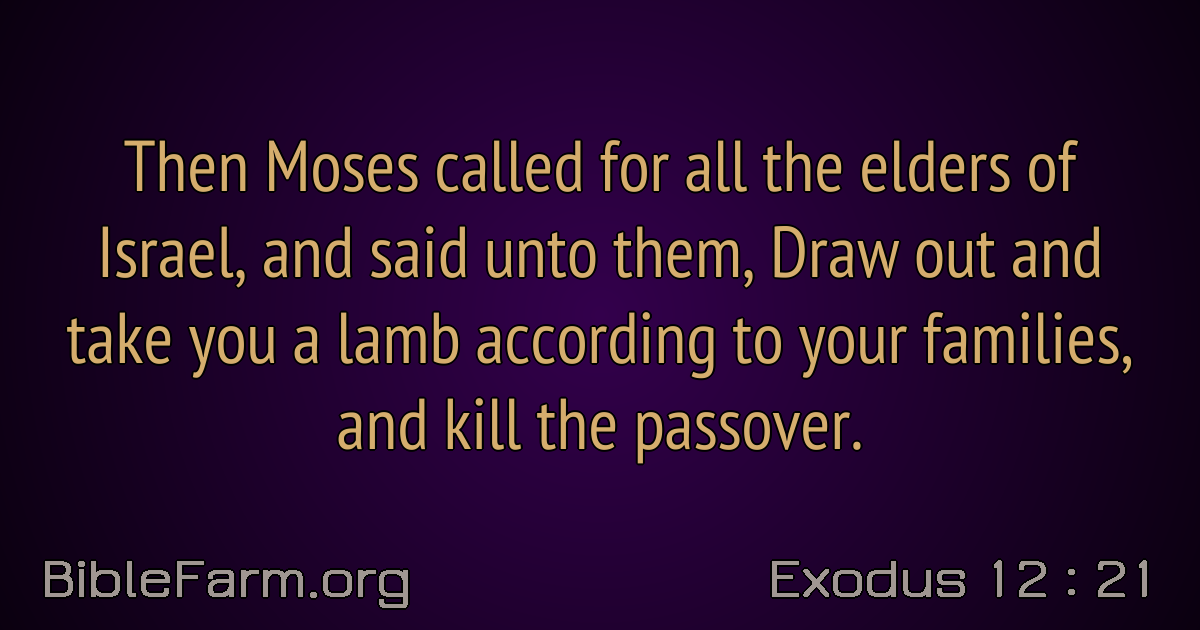 Then Moses called for all the elders of
Israel, and said unto them, Draw out and
take you a lamb according to your families,
and kill the passover.
BibleFarm.org
Exodus 12 : 21